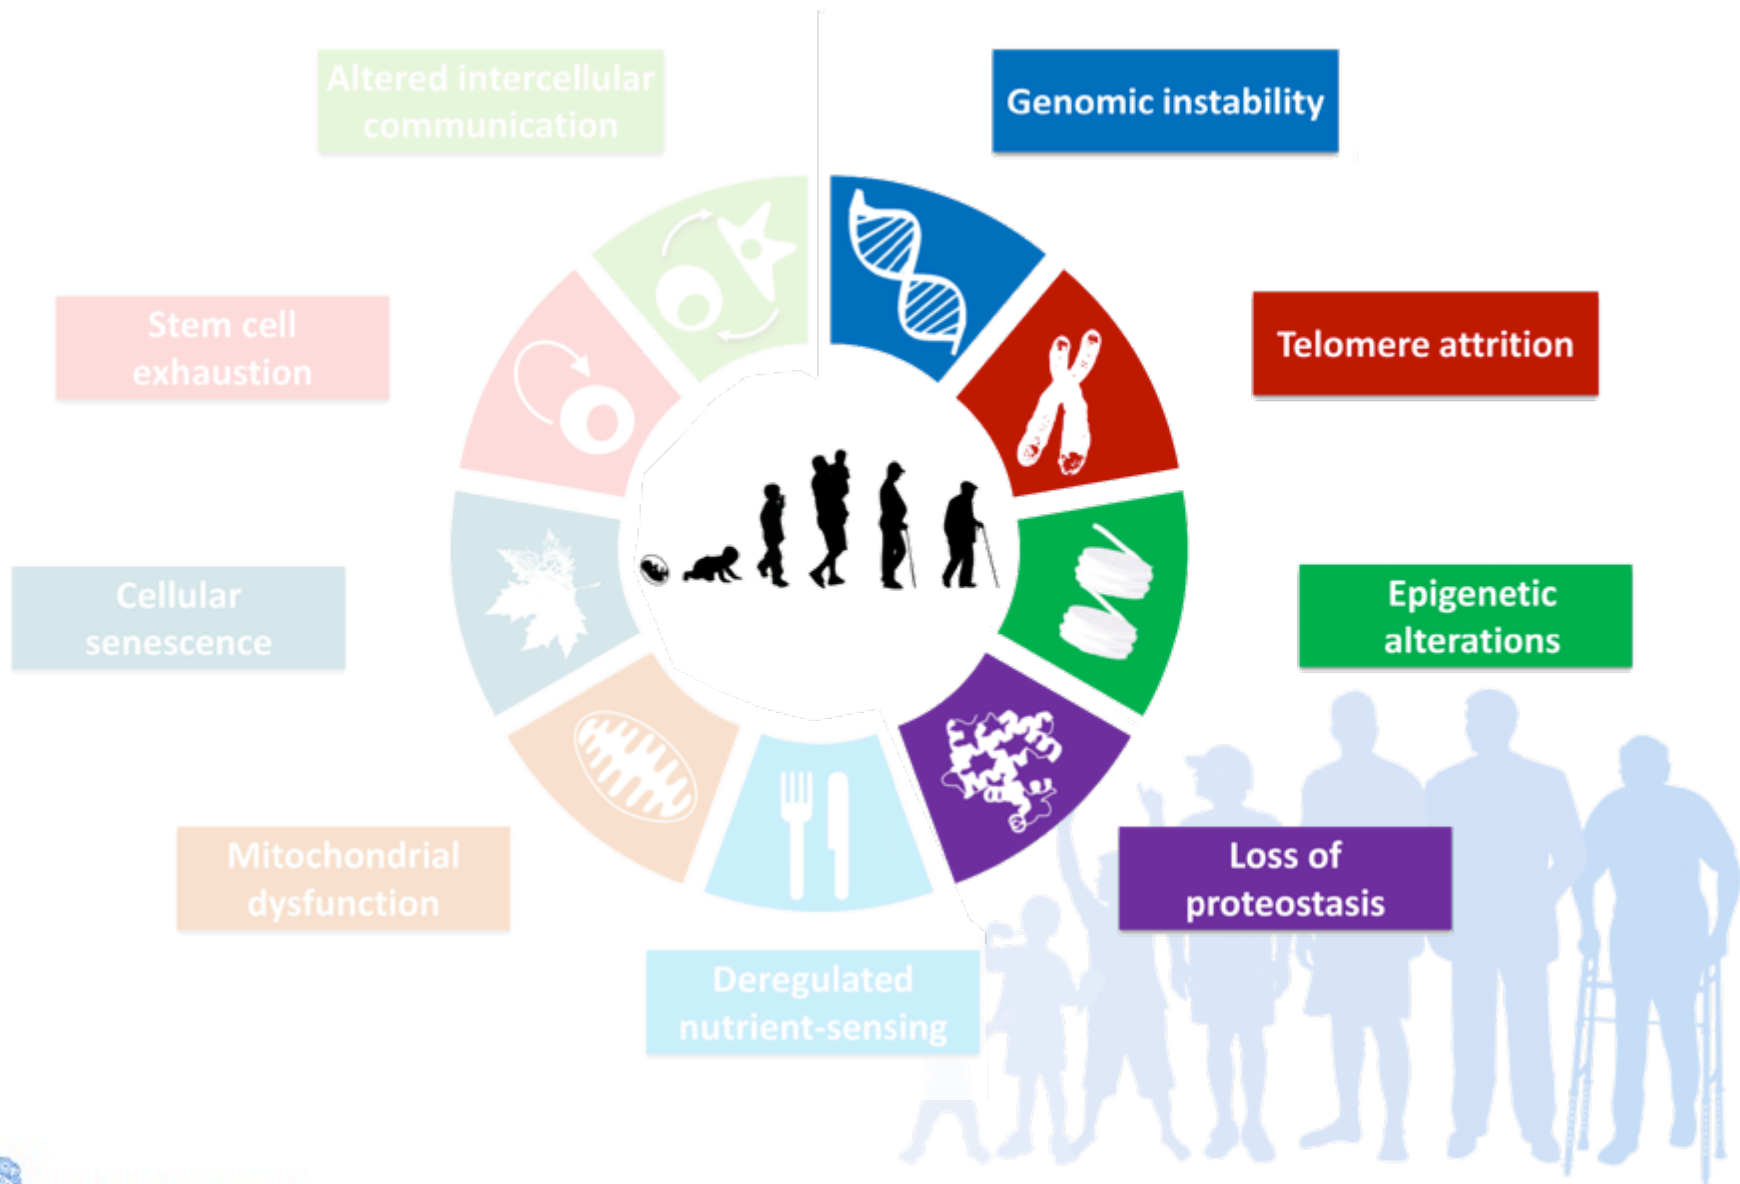 Altered intercellular
communication
Genomic instability
Stem cell
exhaustion
Telomere attrition
Cellular
senescence
Epigenetic
alterations
Mitochondrial
dysfunction
Loss of
proteostasis
Deregulated
nutrient-sensing